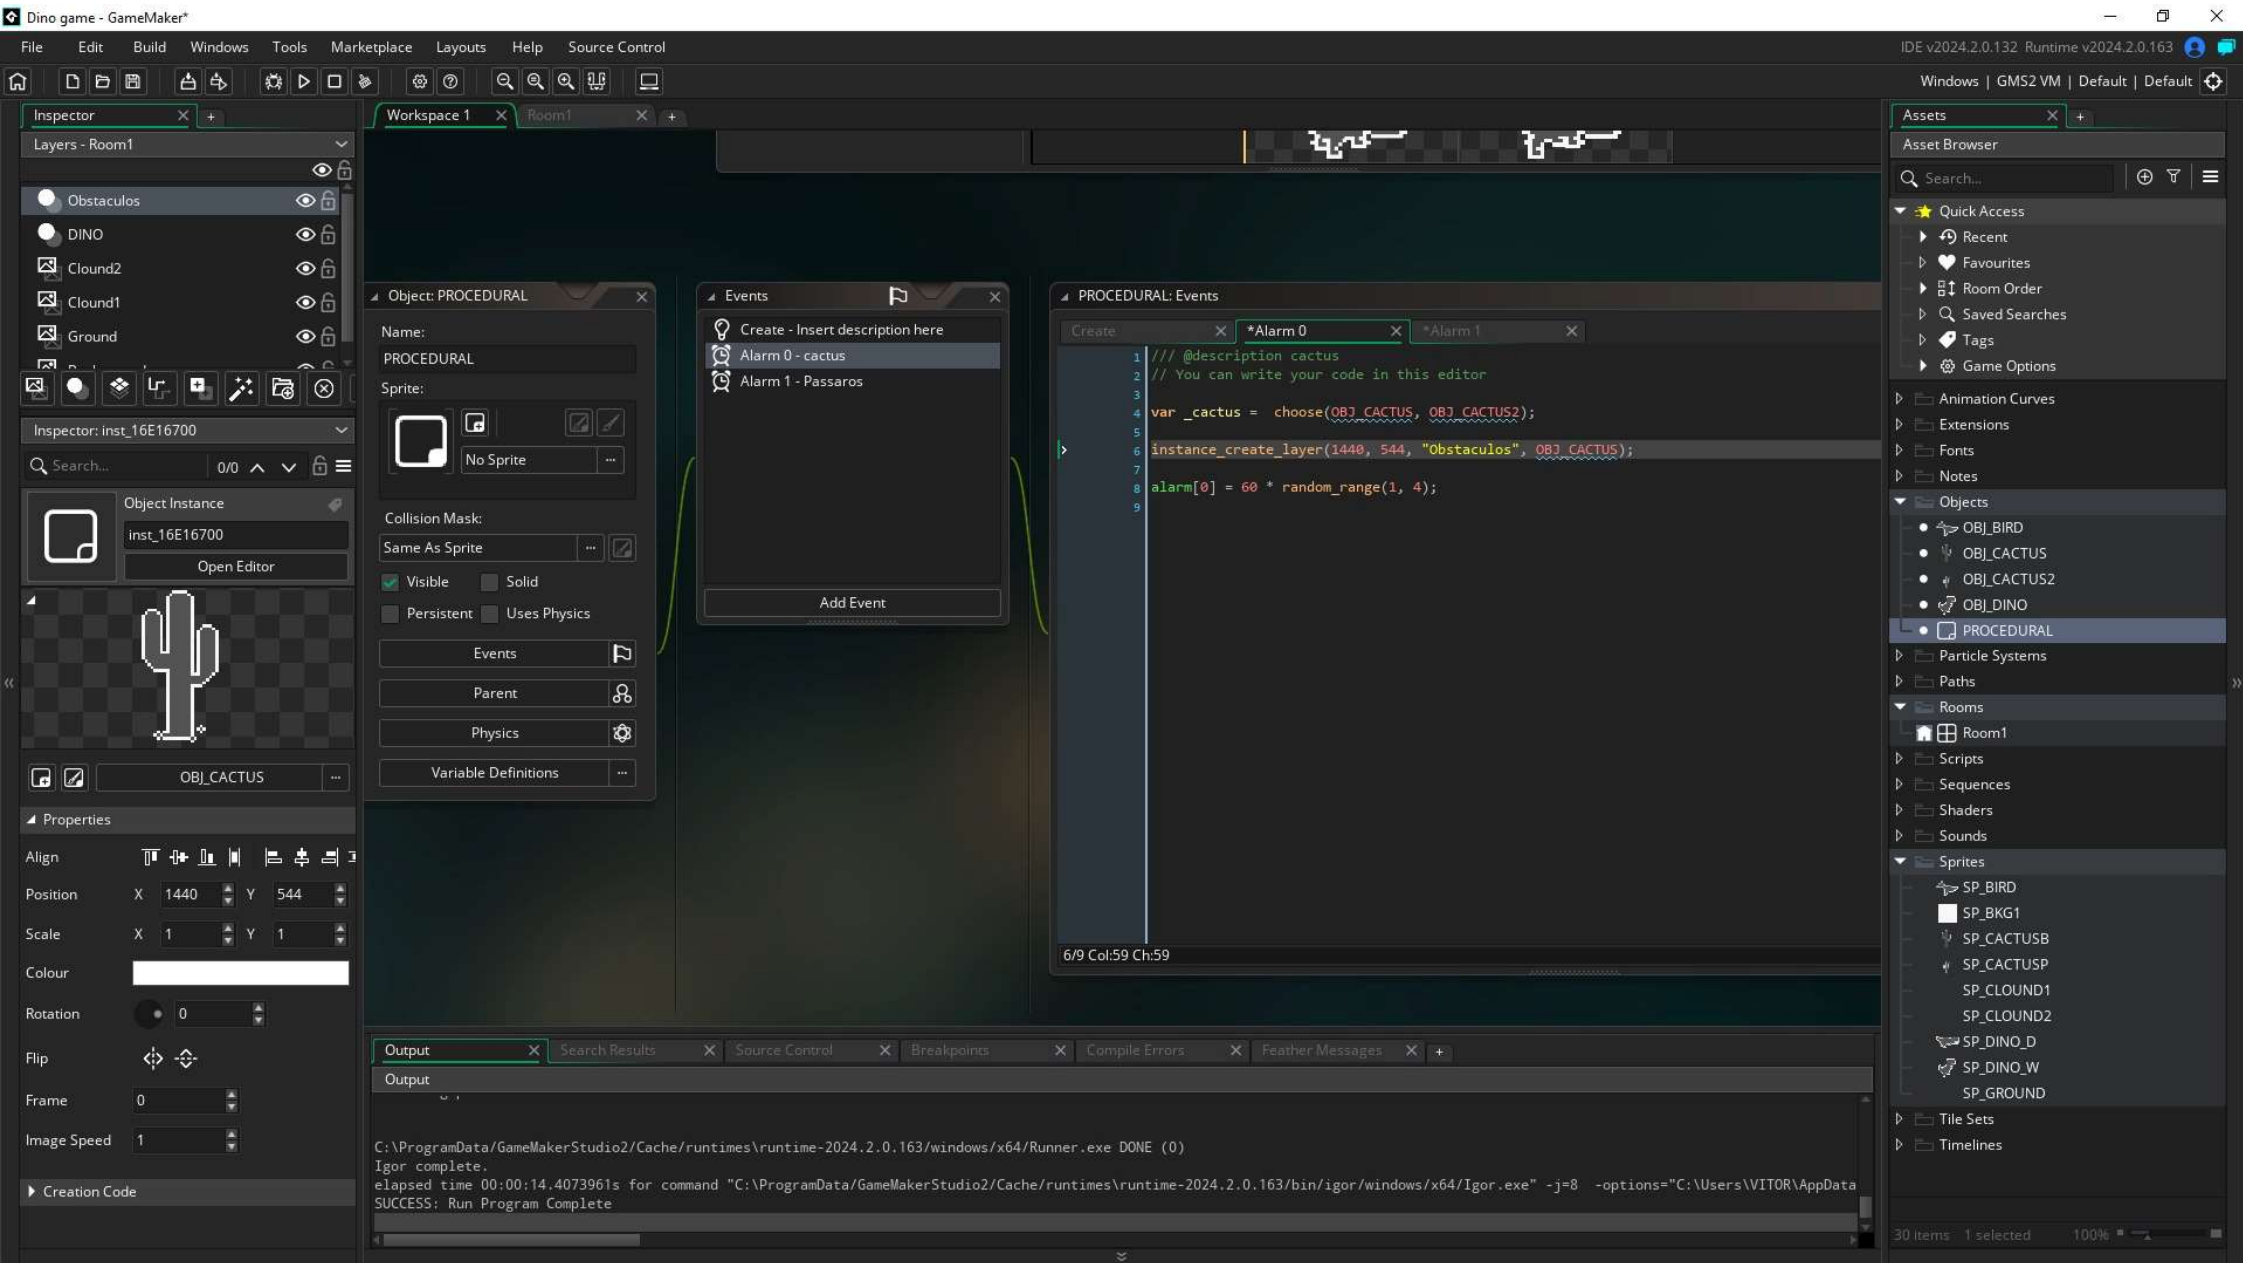 Dino game - GameMaker*
File Edit Build Windows Tools Marketplace Layouts Help Source Control
IDE v2024.2.0.132 Runtime v2024.2.0.163
Windows | GMS2 VM | Default | Default
Inspector
Layers - Room1
Obstaculos
DINO
Clound2
Clound1
Ground
Inspector: inst_16E16700
Search...
0/0
Object Instance
inst_16E16700
Open Editor
OBJ_CACTUS
Properties
Align
Position X 1440 Y 544
Scale X 1 Y 1
Colour
Rotation 0
Flip
Frame 0
Image Speed 1
Creation Code
Workspace 1
Room1
Object: PROCEDURAL
Name:
PROCEDURAL
Sprite:
No Sprite
Collision Mask:
Same As Sprite
Visible Solid
Persistent Uses Physics
Events
Parent
Physics
Variable Definitions
Events
Create - Insert description here
Alarm 0 - cactus
Alarm 1 - Passaros
Add Event
PROCEDURAL: Events
Create *Alarm 0 *Alarm 1
1 /// @description cactus
2 // You can write your code in this editor
3
4 var _cactus =  choose(OBJ_CACTUS, OBJ_CACTUS2);
5
6 instance_create_layer(1440, 544, "Obstaculos", OBJ_CACTUS);
7
8 alarm[0] = 60 * random_range(1, 4);
9
6/9 Col:59 Ch:59
Output Search Results Source Control Breakpoints Compile Errors Feather Messages
Output
C:\ProgramData/GameMakerStudio2/Cache/runtimes\runtime-2024.2.0.163/windows/x64/Runner.exe DONE (0)
Igor complete.
elapsed time 00:00:14.4073961s for command "C:\ProgramData/GameMakerStudio2/Cache/runtimes\runtime-2024.2.0.163/bin/igor/windows/x64/Igor.exe" -j=8  -options="C:\Users\VITOR\AppData
SUCCESS: Run Program Complete
Assets
Asset Browser
Search...
Quick Access
Recent
Favourites
Room Order
Saved Searches
Tags
Game Options
Animation Curves
Extensions
Fonts
Notes
Objects
OBJ_BIRD
OBJ_CACTUS
OBJ_CACTUS2
OBJ_DINO
PROCEDURAL
Particle Systems
Paths
Rooms
Room1
Scripts
Sequences
Shaders
Sounds
Sprites
SP_BIRD
SP_BKG1
SP_CACTUSB
SP_CACTUSP
SP_CLOUND1
SP_CLOUND2
SP_DINO_D
SP_DINO_W
SP_GROUND
Tile Sets
Timelines
30 items 1 selected 100%